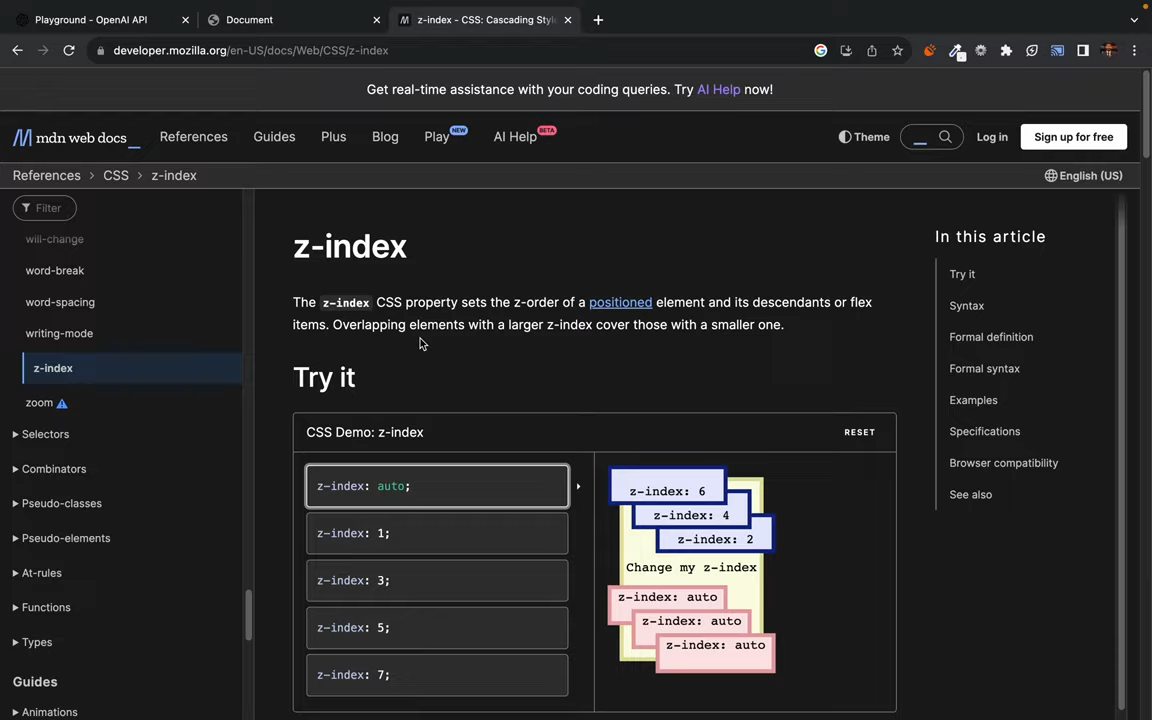 Playground - OpenAI API
Document
z-index - CSS: Cascading Style
developer.mozilla.org/en-US/docs/Web/CSS/z-index
Get real-time assistance with your coding queries. Try AI Help now!
mdn web docs_
References
Guides
Plus
Blog
Play NEW
AI Help BETA
Theme
Log in
Sign up for free
References > CSS > z-index
English (US)
Filter
will-change
word-break
word-spacing
writing-mode
z-index
zoom
Selectors
Combinators
Pseudo-classes
Pseudo-elements
At-rules
Functions
Types
Guides
Animations
z-index
The z-index CSS property sets the z-order of a positioned element and its descendants or flex
items. Overlapping elements with a larger z-index cover those with a smaller one.
Try it
CSS Demo: z-index
RESET
z-index: auto;
z-index: 1;
z-index: 3;
z-index: 5;
z-index: 7;
z-index: 6
z-index: 4
z-index: 2
Change my z-index
z-index: auto
z-index: auto
z-index: auto
In this article
Try it
Syntax
Formal definition
Formal syntax
Examples
Specifications
Browser compatibility
See also